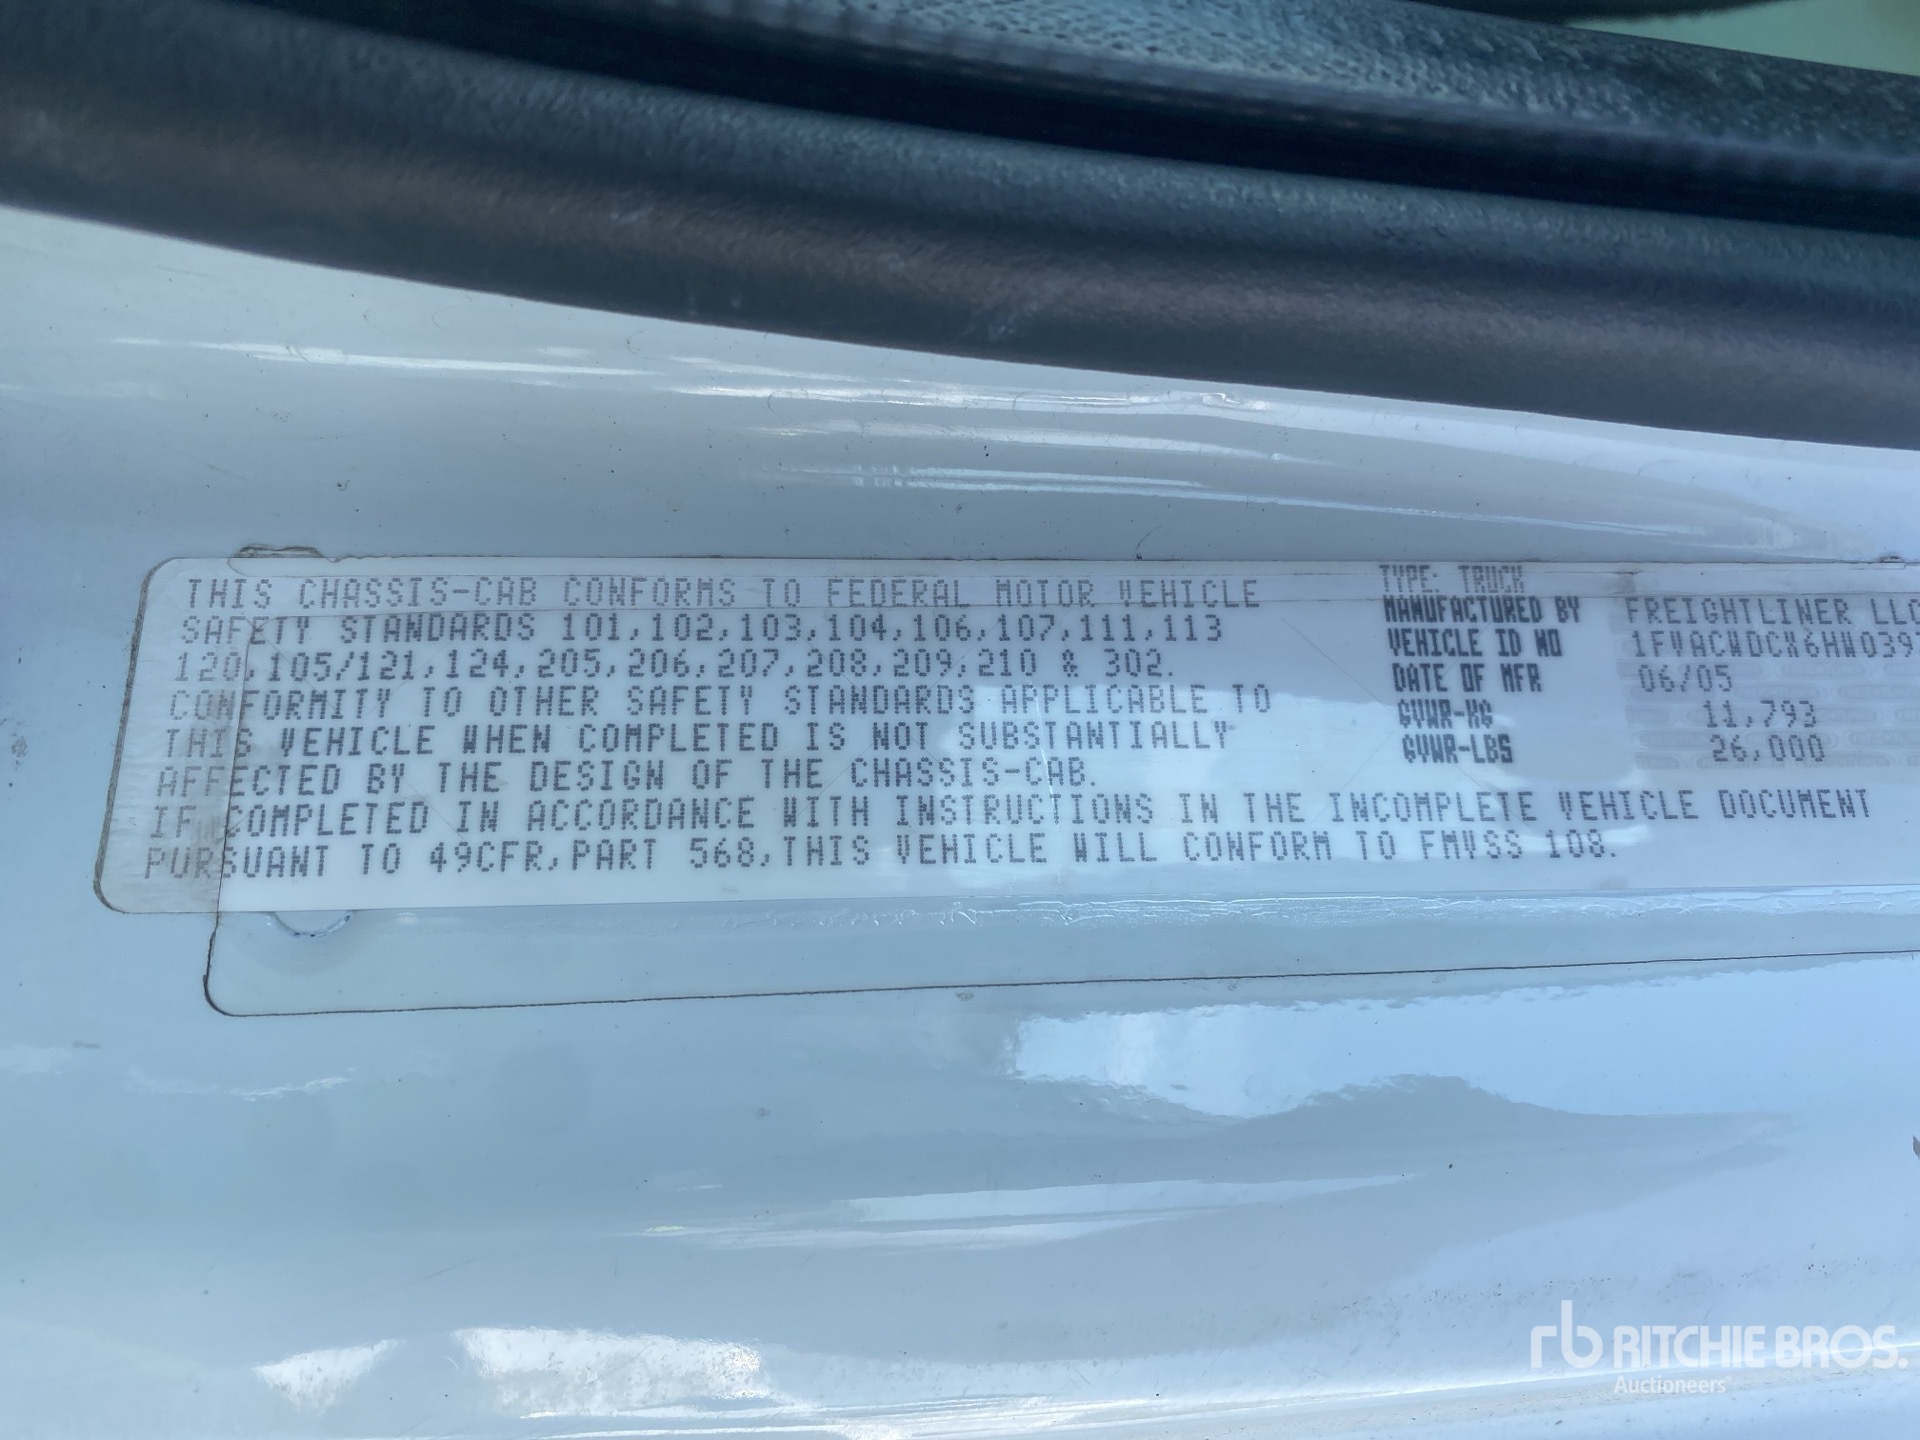 THIS CHASSIS-CAB CONFORMS TO FEDERAL MOTOR VEHICLE
SAFETY STANDARDS 101,102,103,104,106,107,111,113
120,105/121,124,205,206,207,208,209,210 & 302.
CONFORMITY TO OTHER SAFETY STANDARDS APPLICABLE TO
THIS VEHICLE WHEN COMPLETED IS NOT SUBSTANTIALLY
AFFECTED BY THE DESIGN OF THE CHASSIS-CAB.
IF COMPLETED IN ACCORDANCE WITH INSTRUCTIONS IN THE INCOMPLETE VEHICLE DOCUMENT
PURSUANT TO 49CFR,PART 568,THIS VEHICLE WILL CONFORM TO FMVSS 108.
TYPE: TRUCK
MANUFACTURED BY FREIGHTLINER LLC
VEHICLE ID NO
DATE OF MFR 06/05
GVWR-KG 11,793
GVWR-LBS 26,000
rb RITCHIE BROS.
Auctioneers